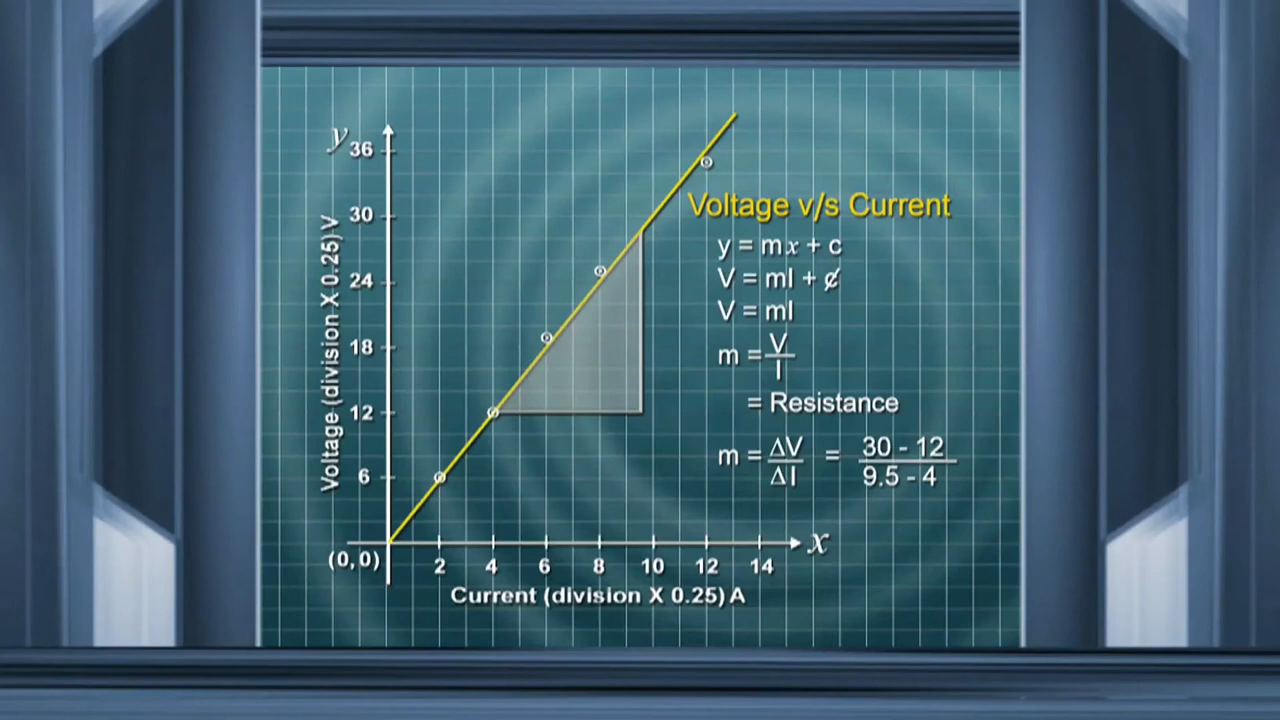 y
36
30
24
18
12
6
Voltage (division X 0.25) V
(0,0)
2 4 6 8 10 12 14
x
Current (division X 0.25) A
Voltage v/s Current
y = mx + c
V = mI + c
V = mI
m = V/I
= Resistance
m = ΔV/ΔI = 30 - 12/9.5 - 4